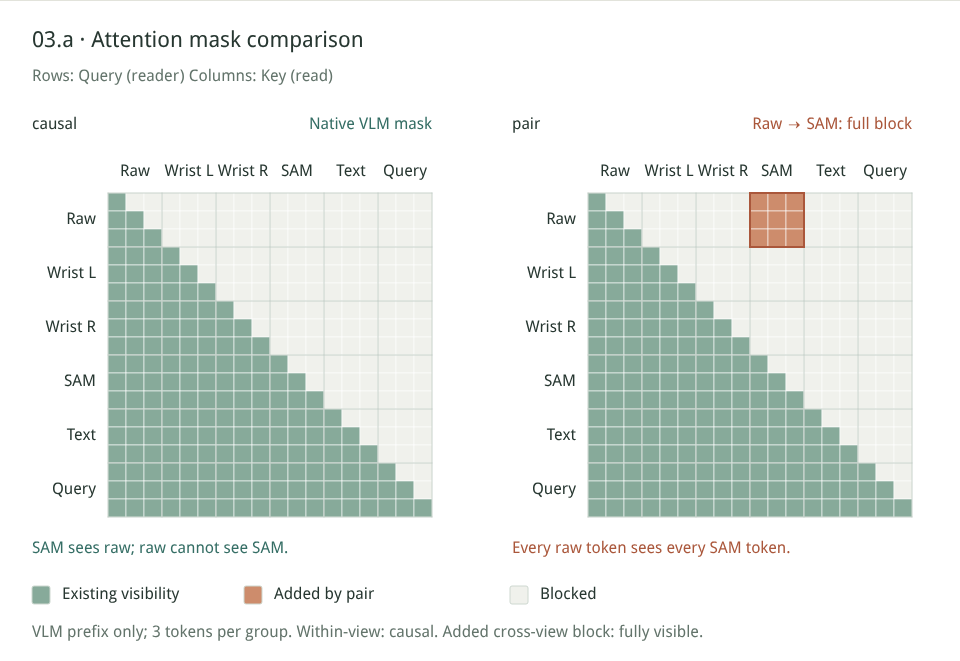 03.a · Attention mask comparison
Rows: Query (reader) Columns: Key (read)
causal
Native VLM mask
Raw Wrist L Wrist R SAM Text Query
Raw
Wrist L
Wrist R
SAM
Text
Query
SAM sees raw; raw cannot see SAM.
pair
Raw → SAM: full block
Raw Wrist L Wrist R SAM Text Query
Raw
Wrist L
Wrist R
SAM
Text
Query
Every raw token sees every SAM token.
Existing visibility
Added by pair
Blocked
VLM prefix only; 3 tokens per group. Within-view: causal. Added cross-view block: fully visible.